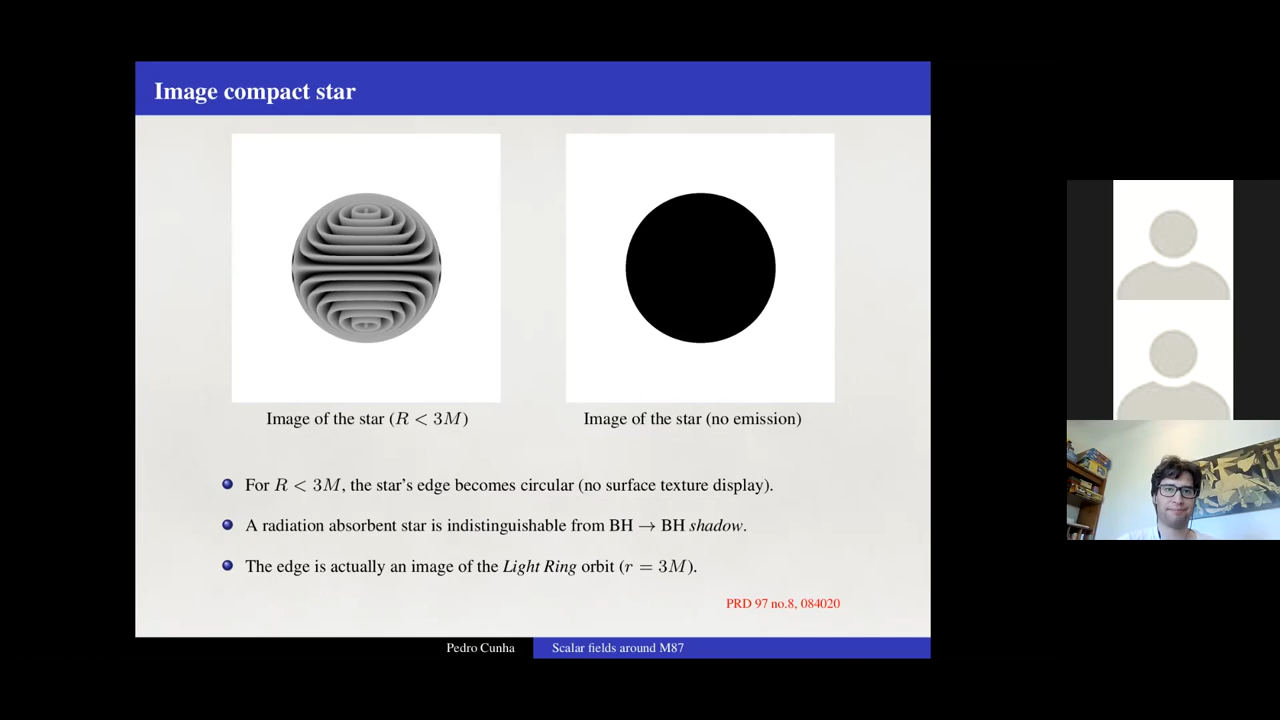 Image compact star
Image of the star (R < 3M)
Image of the star (no emission)
For R < 3M, the star's edge becomes circular (no surface texture display).
A radiation absorbent star is indistinguishable from BH → BH shadow.
The edge is actually an image of the Light Ring orbit (r = 3M).
PRD 97 no.8, 084020
Pedro Cunha
Scalar fields around M87